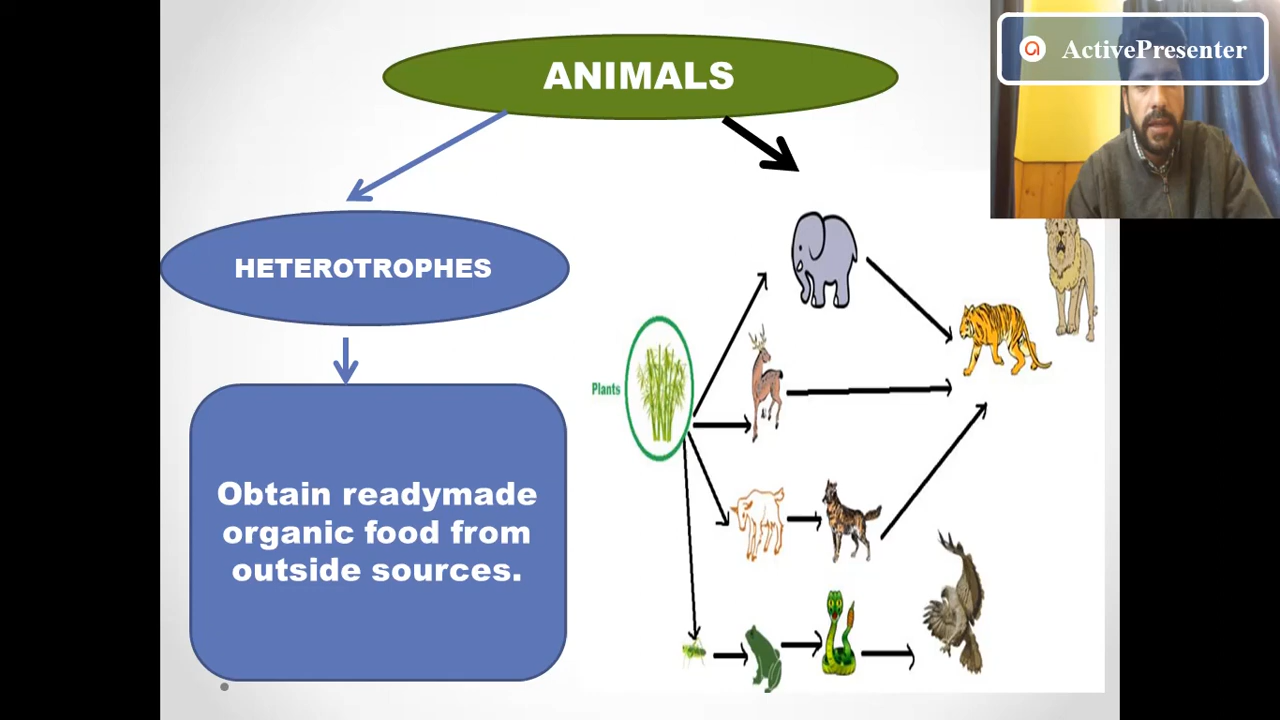 ANIMALS
ActivePresenter
HETEROTROPHES
Plants
Obtain readymade
organic food from
outside sources.